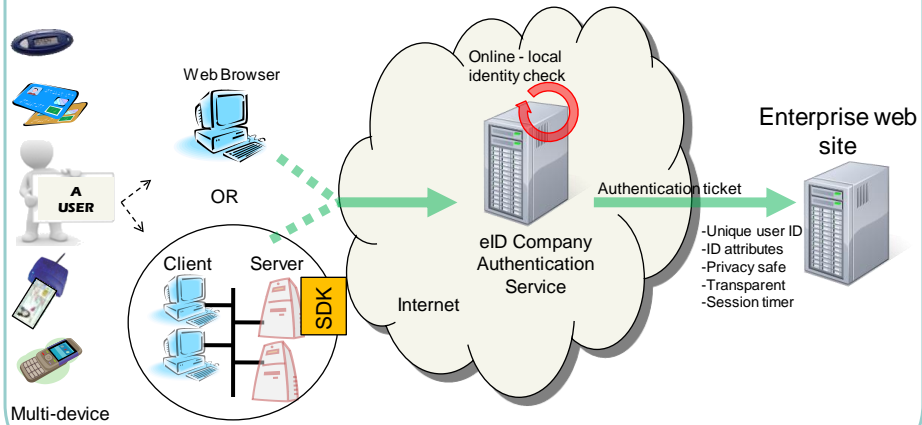 Online - local
identity check
Web Browser
Enterprise web
site
A
USER
OR
Authentication ticket
-Unique user ID
-ID attributes
-Privacy safe
-Transparent
-Session timer
eID Company
Authentication
Service
Client
Server
SDK
Internet
Multi-device